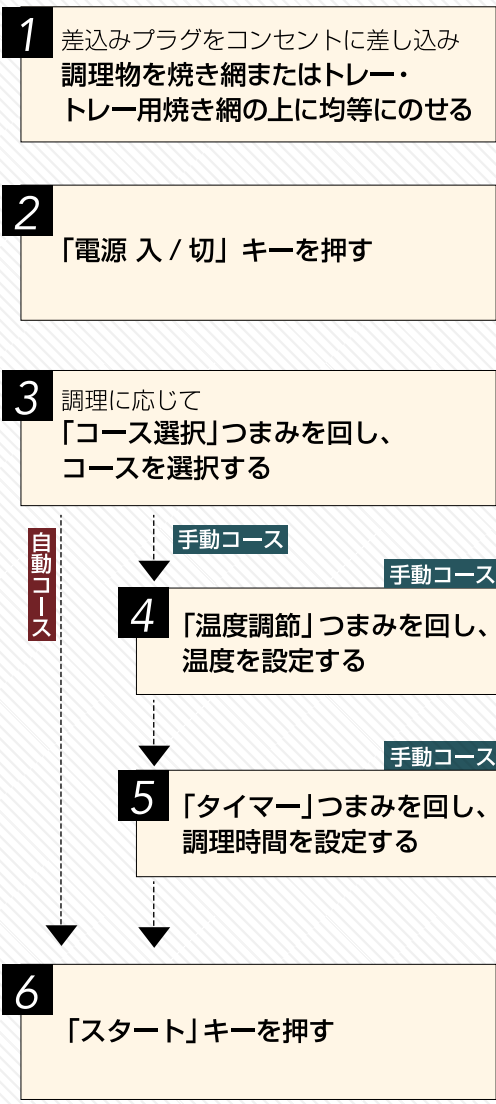 1
差込みプラグをコンセントに差し込み
調理物を焼き網またはトレー・
トレー用焼き網の上に均等にのせる
2
「電源 入 / 切」キーを押す
3
調理に応じて
「コース選択」つまみを回し、
コースを選択する
自動コース
手動コース
手動コース
4
「温度調節」つまみを回し、
温度を設定する
手動コース
5
「タイマー」つまみを回し、
調理時間を設定する
6
「スタート」キーを押す